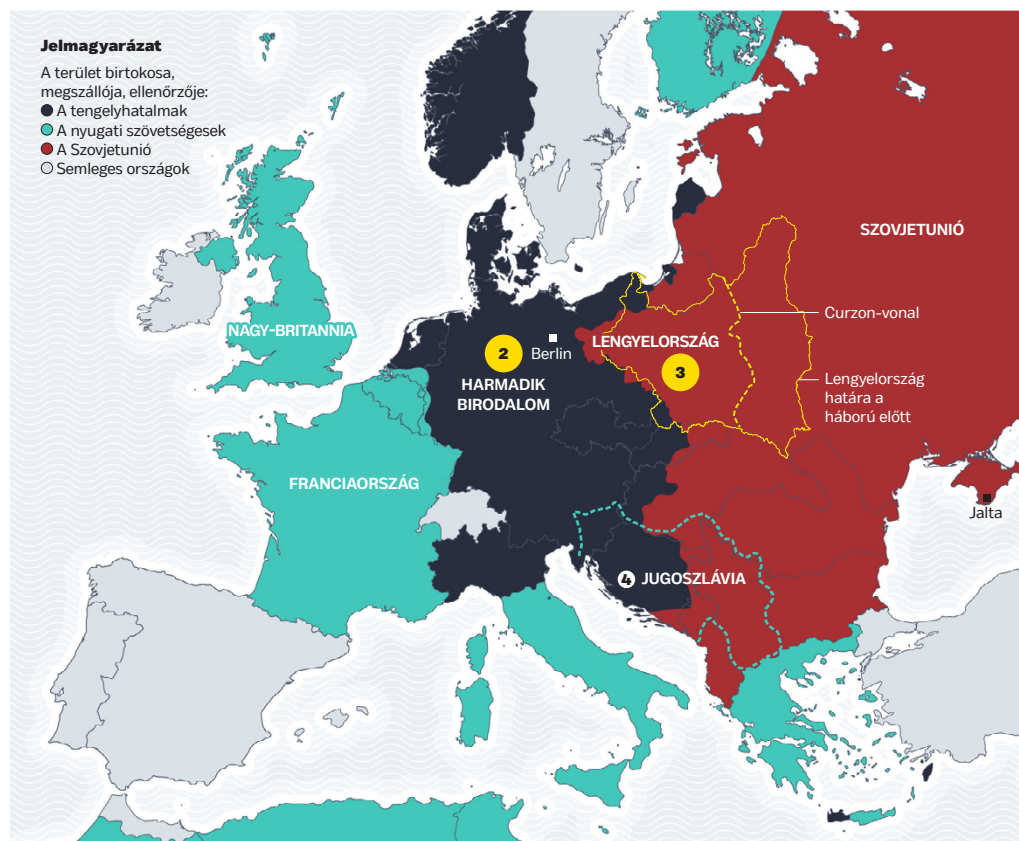 Jelmagyarázat
A terület birtokosa,
megszállója, ellenőrzője:
A tengelyhatalmak
A nyugati szövetségesek
A Szovjetunió
Semleges országok
SZOVJETUNIÓ
Curzon-vonal
NAGY-BRITANNIA
LENGYELORSZÁG
2
Berlin
3
HARMADIK
BIRODALOM
Lengyelország
határa a
háború előtt
FRANCIAORSZÁG
Jalta
4 JUGOSZLÁVIA